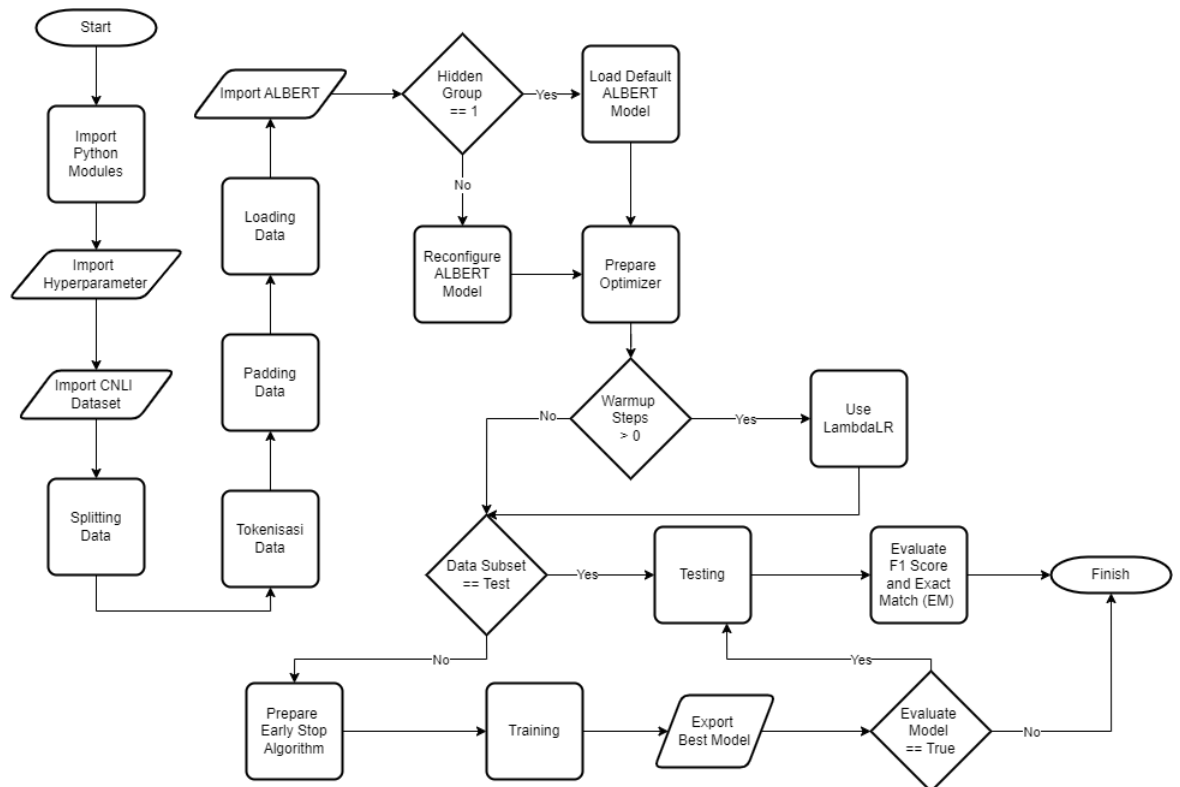 Start
Import
Python
Modules
Import
Hyperparameter
Import CNLI
Dataset
Splitting
Data
Tokenisasi
Data
Padding
Data
Loading
Data
Import ALBERT
Hidden
Group
== 1
Yes
Load Default
ALBERT
Model
No
Reconfigure
ALBERT
Model
Prepare
Optimizer
Warmup
Steps
> 0
No
Yes
Use
LambdaLR
Data Subset
== Test
Yes
Testing
Evaluate
F1 Score
and Exact
Match (EM)
Finish
No
Prepare
Early Stop
Algorithm
Training
Export
Best Model
Evaluate
Model
== True
Yes
No